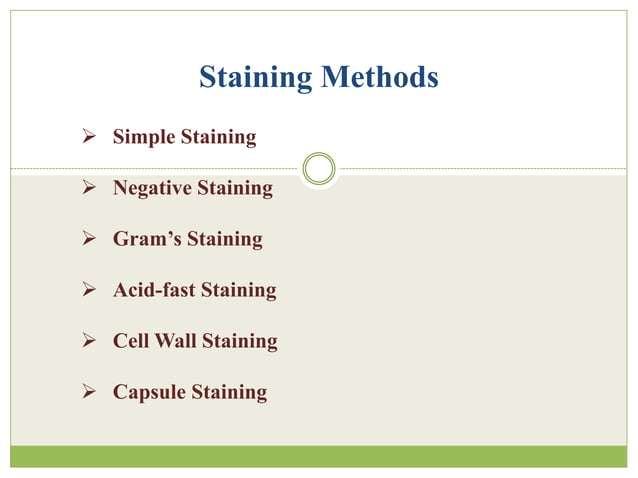 Staining Methods
Simple Staining
Negative Staining
Gram’s Staining
Acid-fast Staining
Cell Wall Staining
Capsule Staining